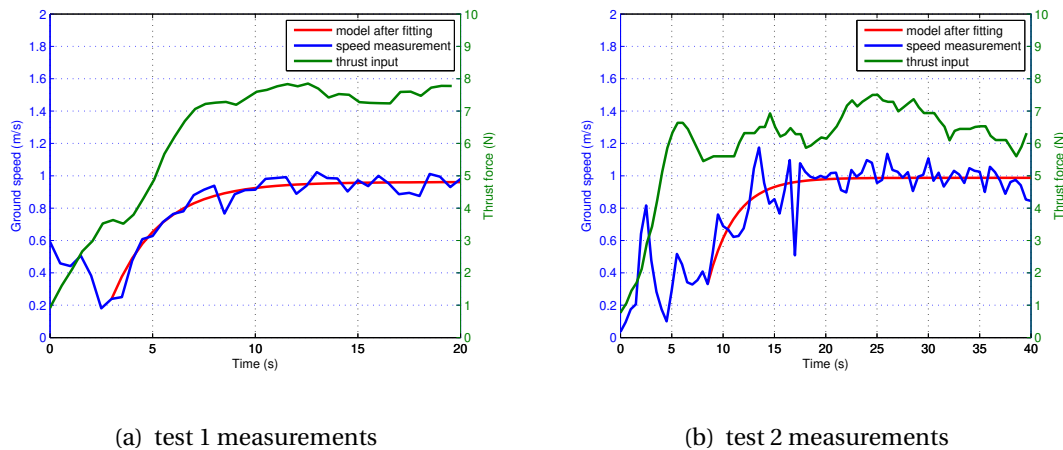 2
1.8
1.6
1.4
1.2
1
0.8
0.6
0.4
0.2
0
Ground speed (m/s)
model after fitting
speed measurement
thrust input
10
9
8
7
6
5
4
3
2
1
0
Thrust force (N)
0 5 10 15 20
Time (s)
(a) test 1 measurements
2
1.8
1.6
1.4
1.2
1
0.8
0.6
0.4
0.2
0
Ground speed (m/s)
model after fitting
speed measurement
thrust input
10
9
8
7
6
5
4
3
2
1
0
Thrust force (N)
0 5 10 15 20 25 30 35 40
Time (s)
(b) test 2 measurements